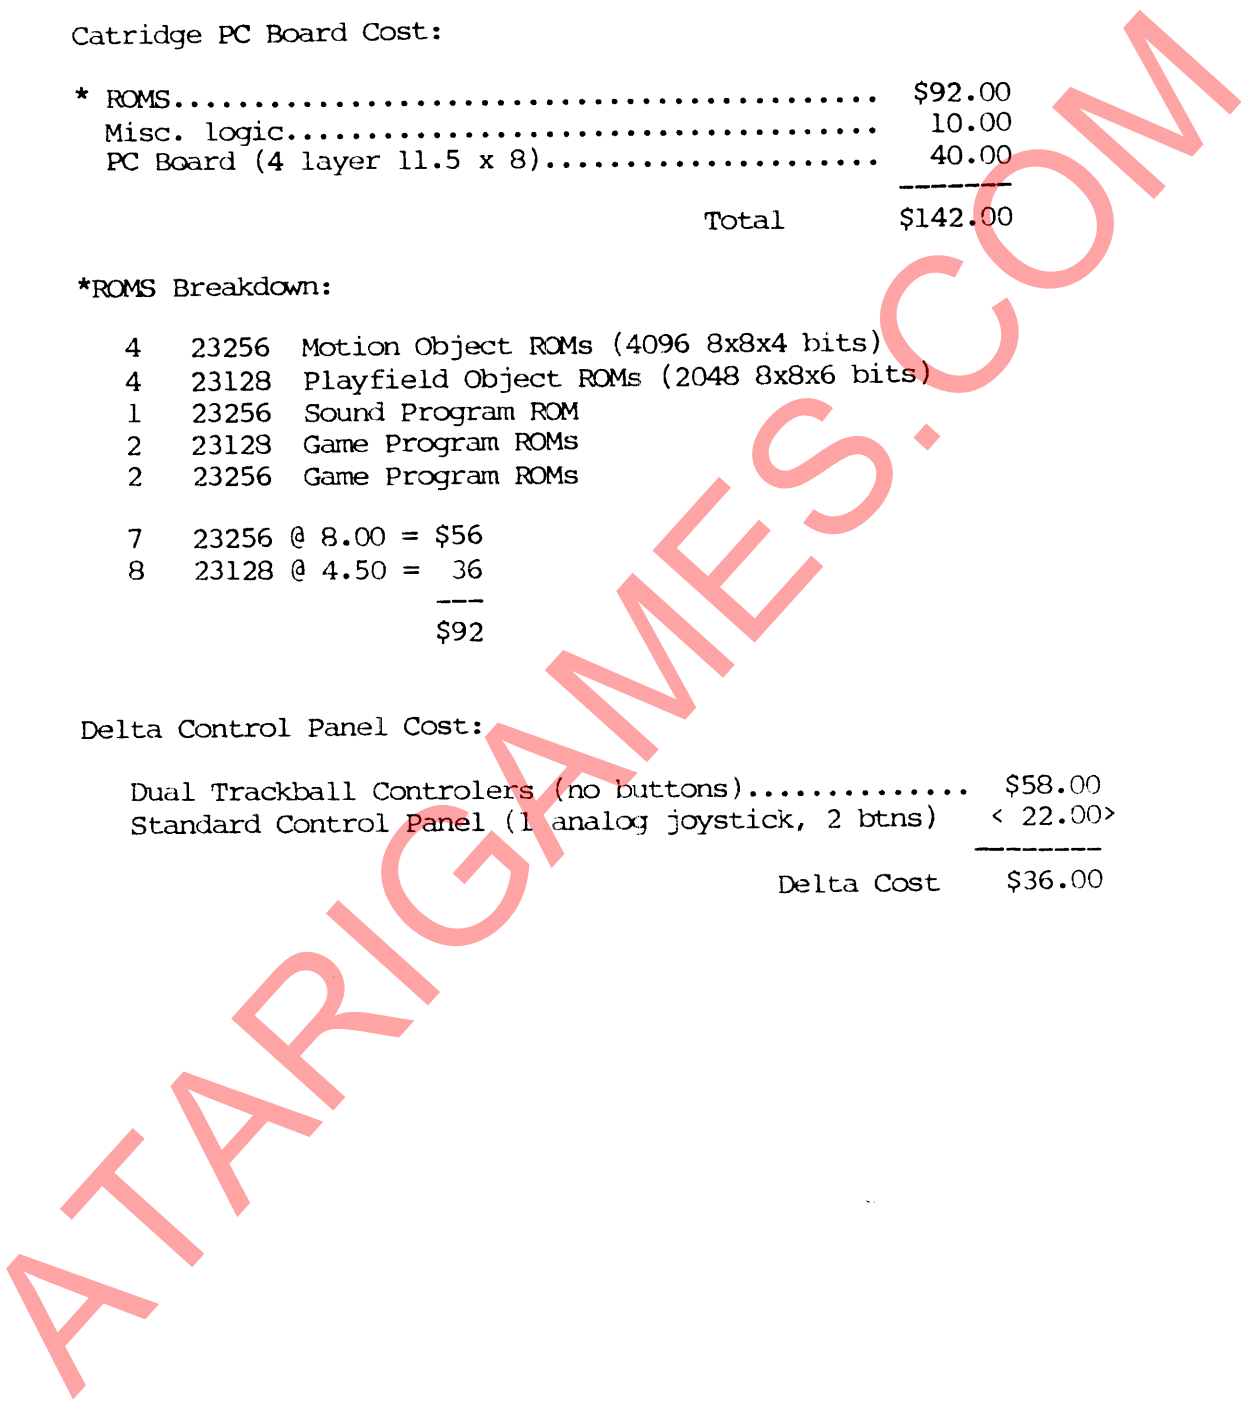 Catridge PC Board Cost:
* ROMS............................................ $92.00
Misc. logic..................................... 10.00
PC Board (4 layer 11.5 x 8)..................... 40.00
-------
Total $142.00
*ROMS Breakdown:
4 23256 Motion Object ROMs (4096 8x8x4 bits)
4 23128 Playfield Object ROMs (2048 8x8x6 bits)
1 23256 Sound Program ROM
2 23128 Game Program ROMs
2 23256 Game Program ROMs
7 23256 @ 8.00 = $56
8 23128 @ 4.50 = 36
---
$92
Delta Control Panel Cost:
Dual Trackball Controlers (no buttons).............. $58.00
Standard Control Panel (1 analog joystick, 2 btns) < 22.00>
--------
Delta Cost $36.00
ATARIGAMES.COM